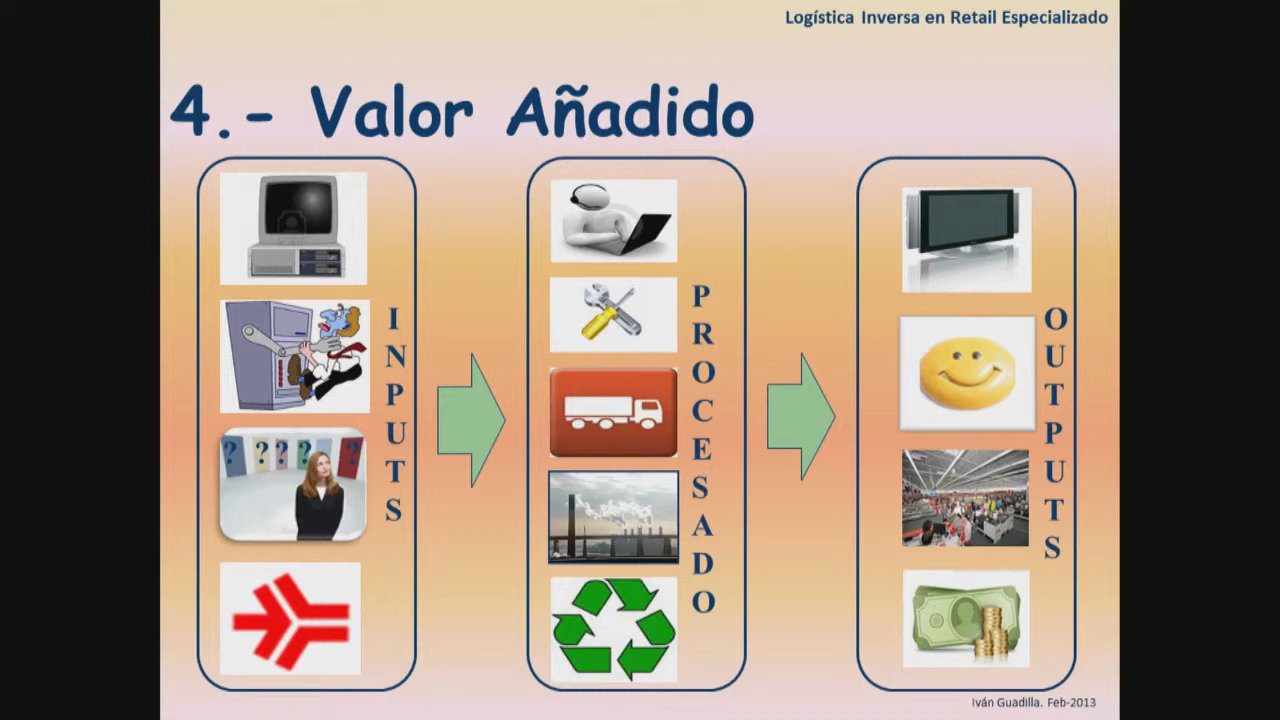 Logística Inversa en Retail Especializado
4.- Valor Añadido
INPUTS
PROCESADO
OUTPUTS
? ? ? ? ?
Iván Guadilla. Feb-2013